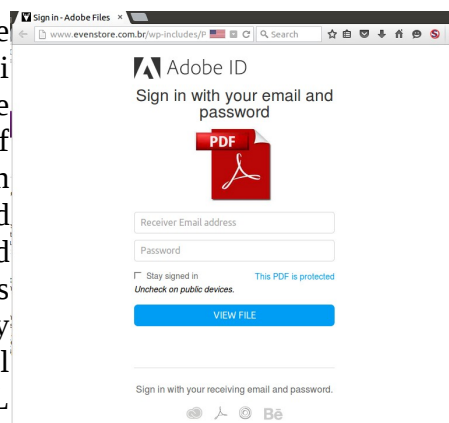 Sign in - Adobe Files ×
www.evenstore.com.br/wp-includes/P
Search
Adobe ID
Sign in with your email and
password
PDF
Receiver Email address
Password
Stay signed in
This PDF is protected
Uncheck on public devices.
VIEW FILE
Sign in with your receiving email and password.
Bē
e
i
e
f
n
d
d
s
y
l